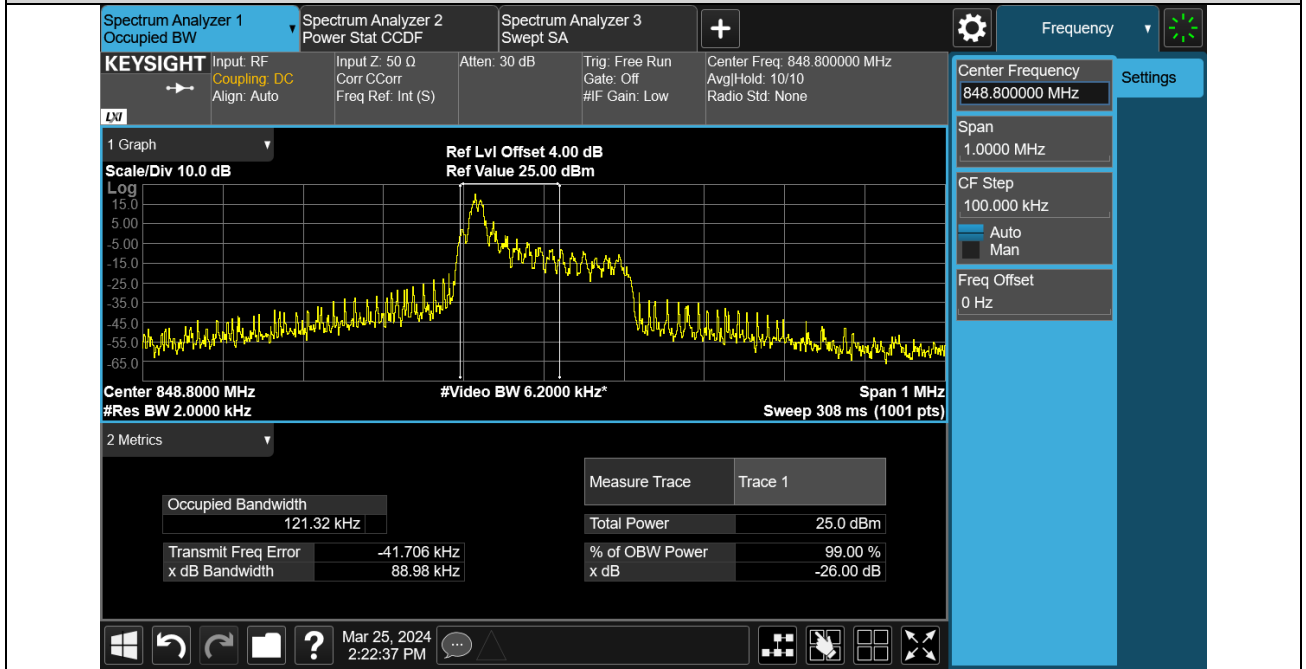 Spectrum Analyzer 1
Occupied BW
Spectrum Analyzer 2
Power Stat CCDF
Spectrum Analyzer 3
Swept SA
Frequency
KEYSIGHT
LXI
Input: RF
Coupling: DC
Align: Auto
Input Z: 50 Ω
Corr CCorr
Freq Ref: Int (S)
Atten: 30 dB
Trig: Free Run
Gate: Off
#IF Gain: Low
Center Freq: 848.800000 MHz
Avg|Hold: 10/10
Radio Std: None
Center Frequency
848.800000 MHz
Settings
Span
1.0000 MHz
CF Step
100.000 kHz
Auto
Man
Freq Offset
0 Hz
1 Graph
Scale/Div 10.0 dB
Ref Lvl Offset 4.00 dB
Ref Value 25.00 dBm
Log
15.0
5.00
-5.00
-15.0
-25.0
-35.0
-45.0
-55.0
-65.0
Center 848.8000 MHz
#Res BW 2.0000 kHz
#Video BW 6.2000 kHz*
Span 1 MHz
Sweep 308 ms (1001 pts)
2 Metrics
Measure Trace Trace 1
Occupied Bandwidth
121.32 kHz
Total Power 25.0 dBm
Transmit Freq Error -41.706 kHz
% of OBW Power 99.00 %
x dB Bandwidth 88.98 kHz
x dB -26.00 dB
?
Mar 25, 2024
2:22:37 PM